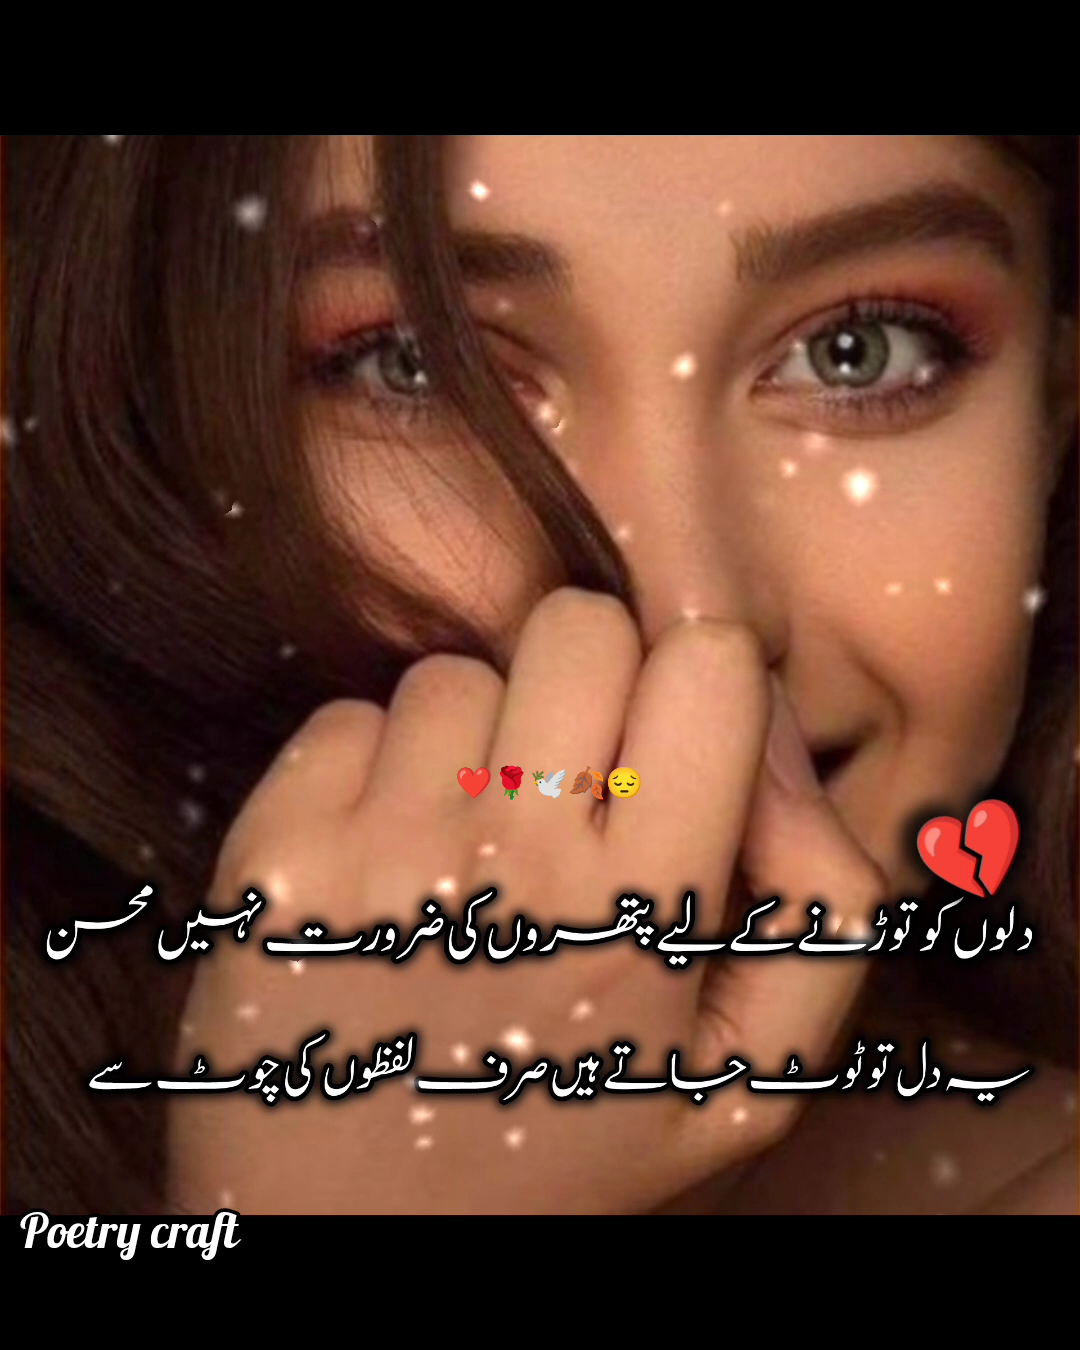 ❤️🌹🕊️🍂😔
💔
دلوں کو توڑنے کے لیے پتھروں کی ضرورت نہیں محسن
یہ دل تو ٹوٹ جاتے ہیں صرف لفظوں کی چوٹ سے
Poetry craft